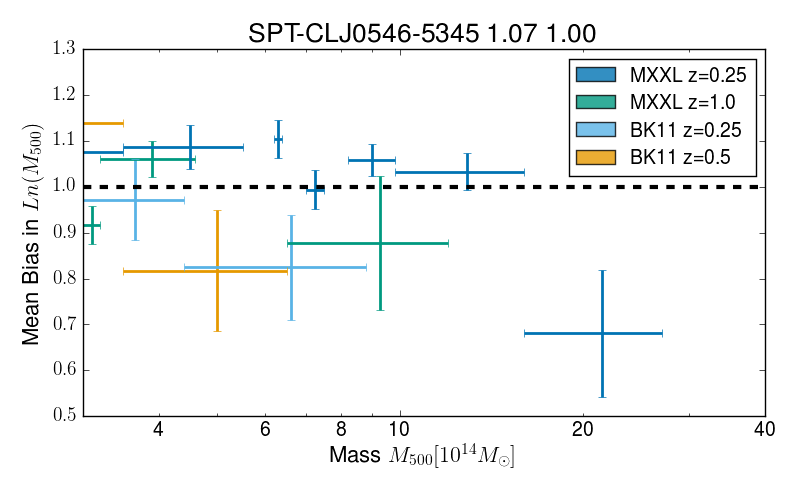 SPT-CLJ0546-5345 1.07 1.00
1.3
1.2
1.1
1.0
0.9
0.8
0.7
0.6
0.5
Mean Bias in Ln(M500)
MXXL z=0.25
MXXL z=1.0
BK11 z=0.25
BK11 z=0.5
4 6 8 10 20 40
Mass M500[10^14 M⊙]